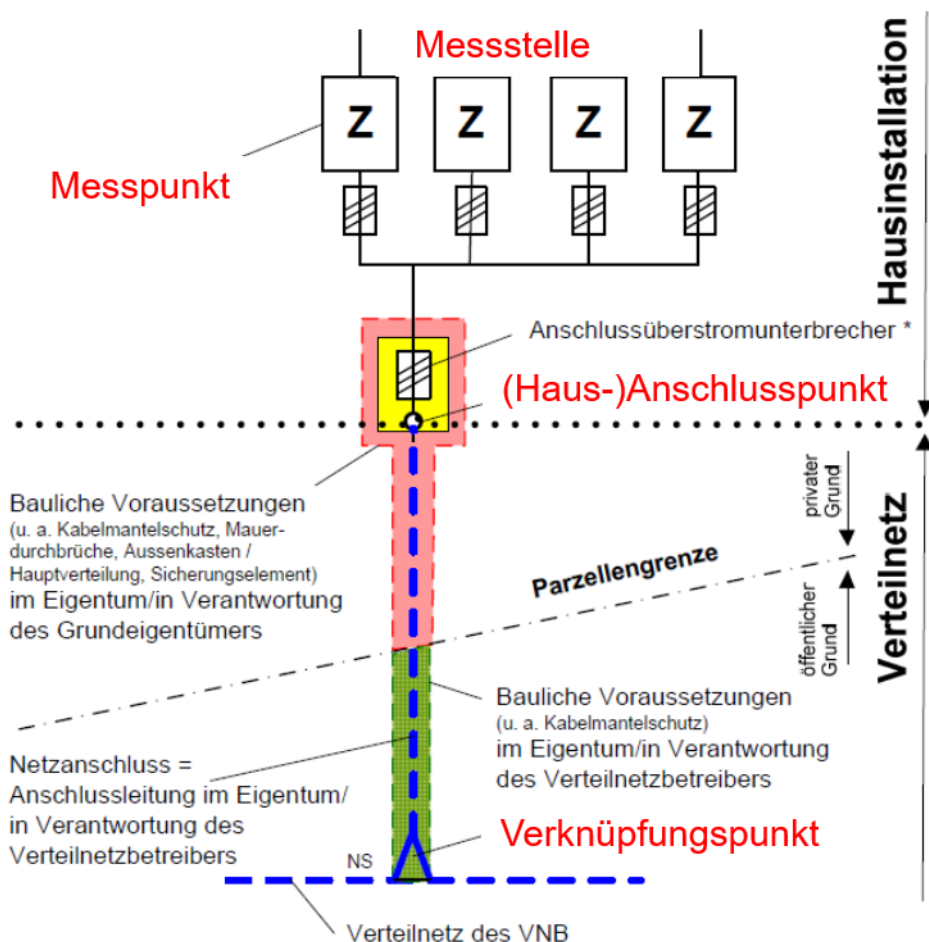 Messstelle
Z Z Z Z
Messpunkt
Hausinstallation
Anschlussüberstromunterbrecher *
(Haus-)Anschlusspunkt
Bauliche Voraussetzungen
(u. a. Kabelmantelschutz, Mauer-
durchbrüche, Aussenkasten /
Hauptverteilung, Sicherungselement)
im Eigentum/in Verantwortung
des Grundeigentümers
privater
Grund
Parzellengrenze
öffentlicher
Grund
Verteilnetz
Bauliche Voraussetzungen
(u. a. Kabelmantelschutz)
im Eigentum/in Verantwortung
des Verteilnetzbetreibers
Netzanschluss =
Anschlussleitung im Eigentum/
in Verantwortung des
Verteilnetzbetreibers
Verknüpfungspunkt
NS
Verteilnetz des VNB